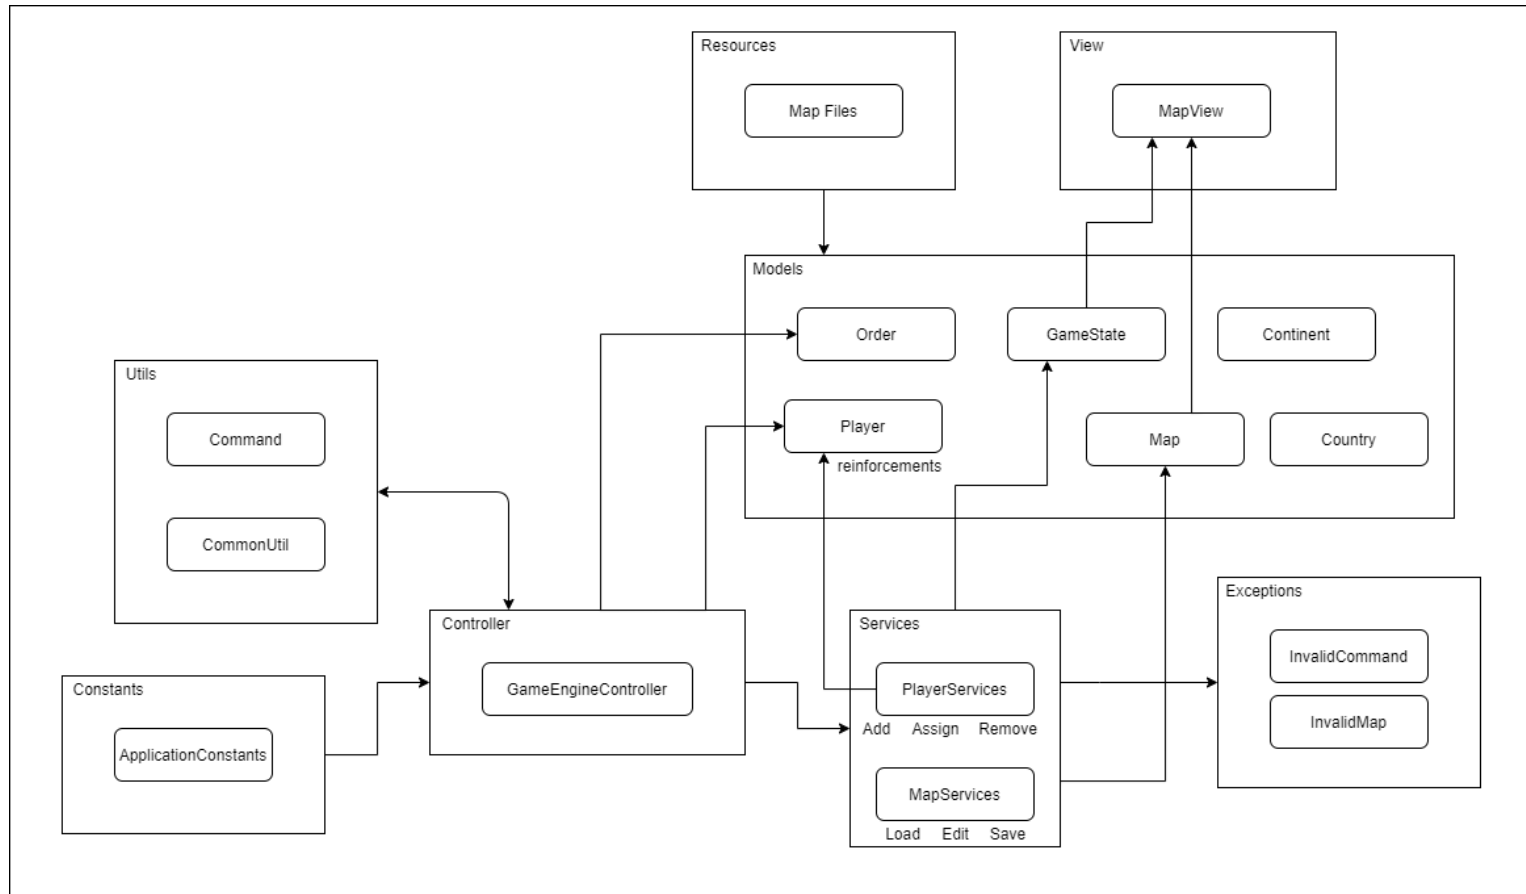 Resources
Map Files
View
MapView
Models
Order
GameState
Continent
Player
reinforcements
Map
Country
Utils
Command
CommonUtil
Controller
GameEngineController
Constants
ApplicationConstants
Services
PlayerServices
Add Assign Remove
MapServices
Load Edit Save
Exceptions
InvalidCommand
InvalidMap